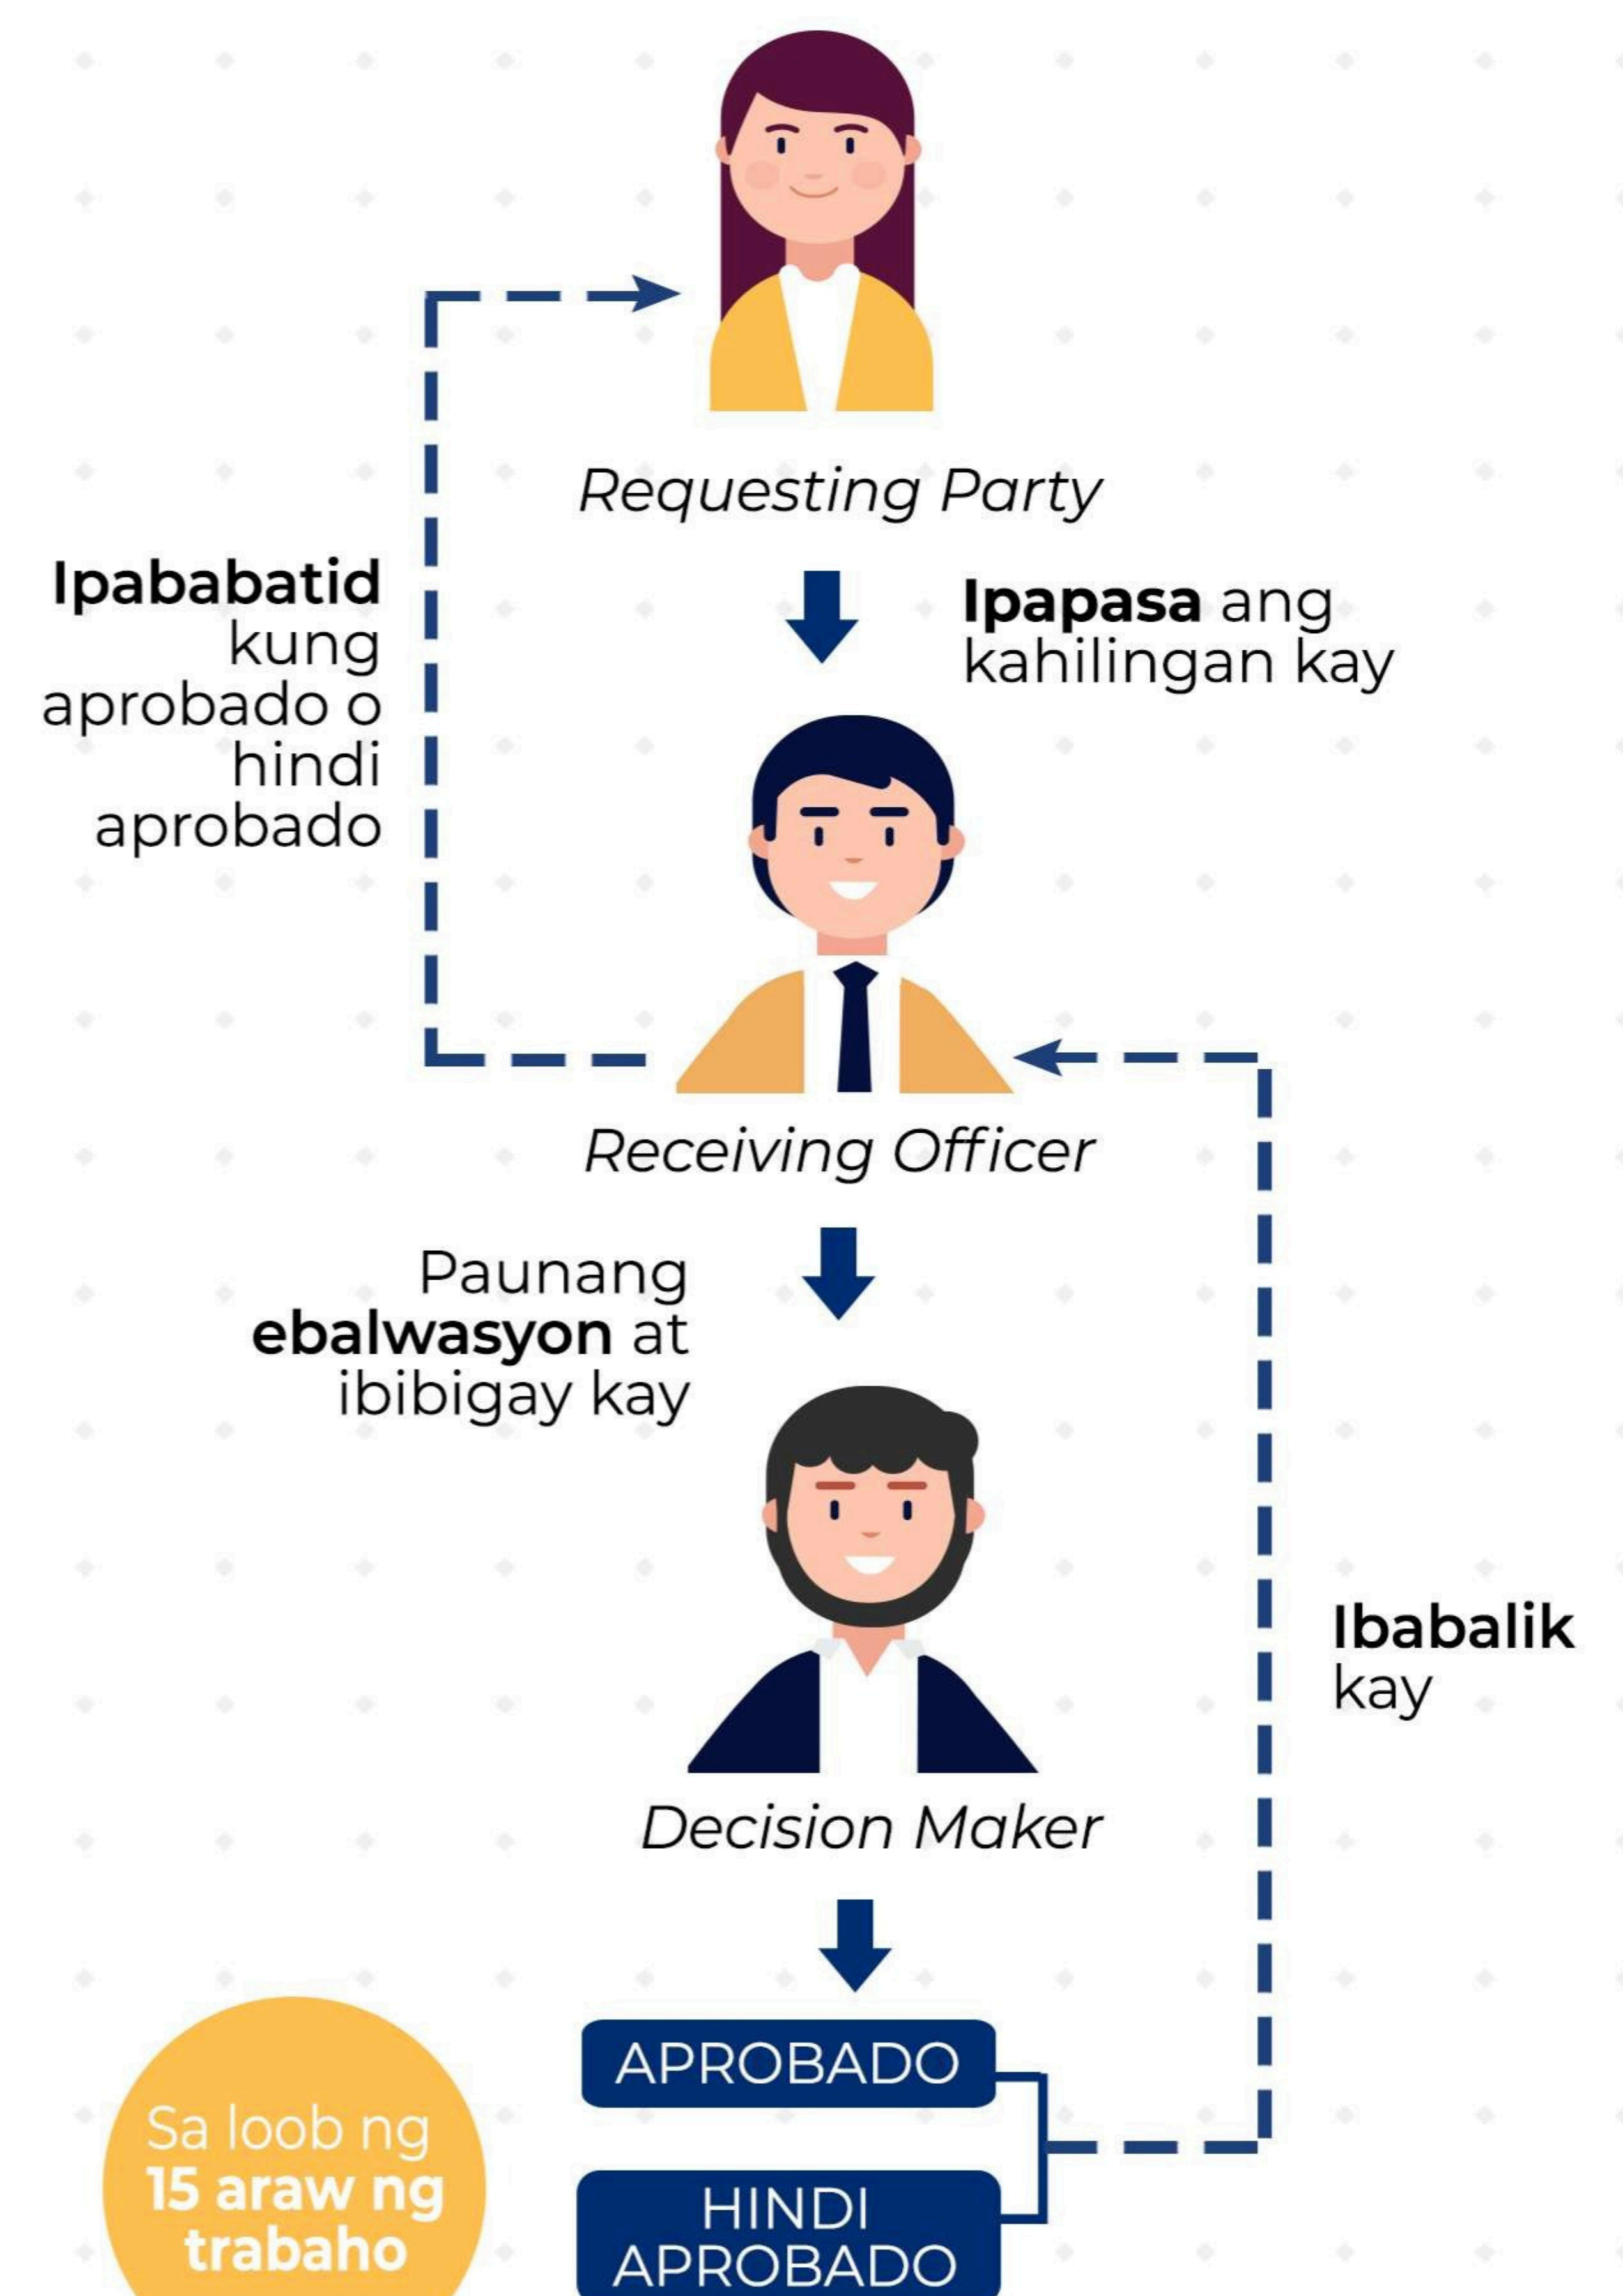 Requesting Party
Ipababatid
kung
aprobado o
hindi
aprobado
Ipapasa ang
kahilingan kay
Receiving Officer
Paunang
ebalwasyon at
ibibigay kay
Decision Maker
Ibabalik
kay
APROBADO
HINDI
APROBADO
Sa loob ng
15 araw ng
trabaho